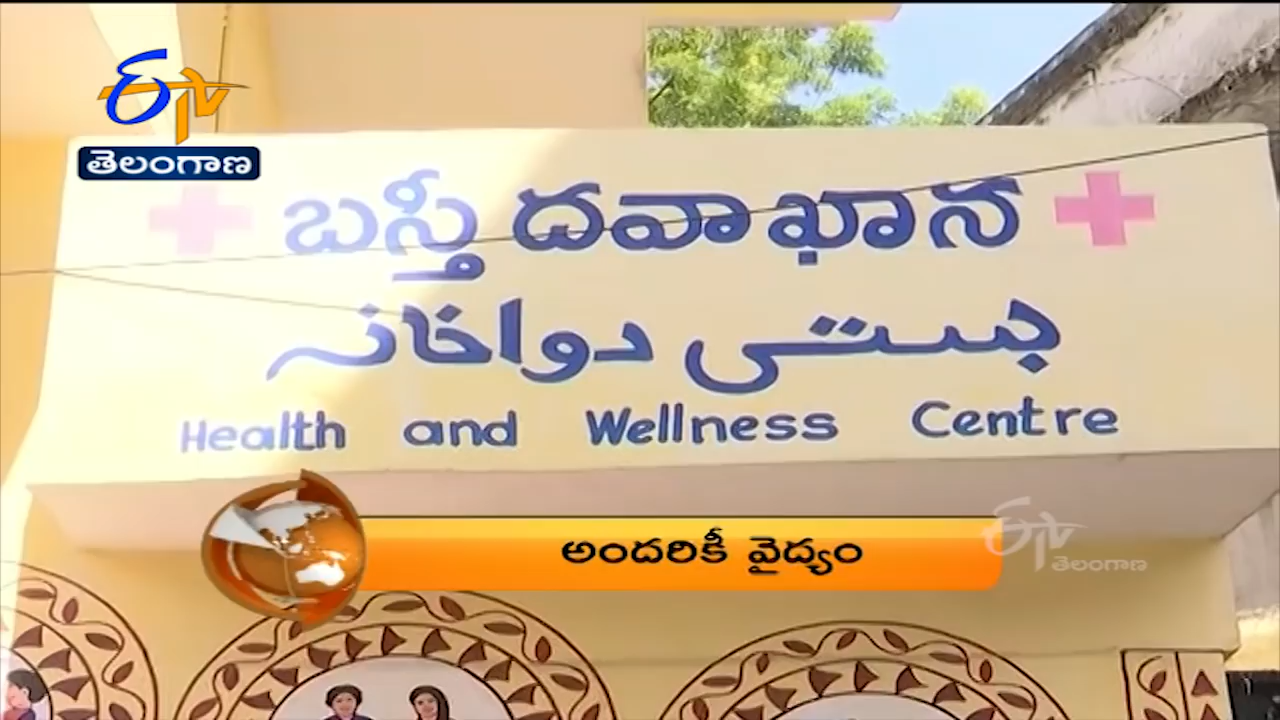 ETV
తెలంగాణ
బస్తీ దవాఖాన
بستی دواخانہ
Health and Wellness Centre
అందరికీ వైద్యం
ETV
తెలంగాణ